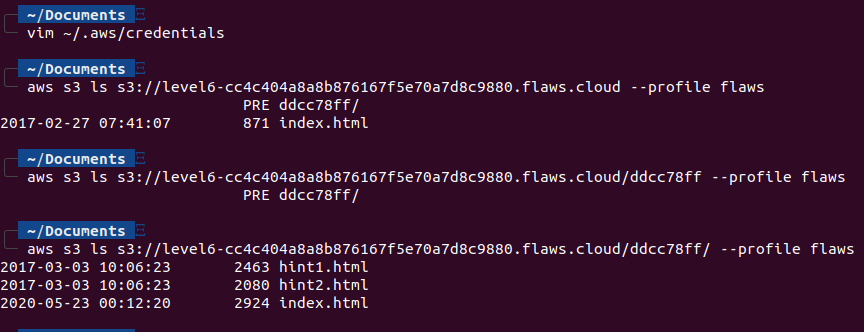 ~/Documents
vim ~/.aws/credentials
~/Documents
aws s3 ls s3://level6-cc4c404a8a8b876167f5e70a7d8c9880.flaws.cloud --profile flaws
PRE ddcc78ff/
2017-02-27 07:41:07 871 index.html
~/Documents
aws s3 ls s3://level6-cc4c404a8a8b876167f5e70a7d8c9880.flaws.cloud/ddcc78ff --profile flaws
PRE ddcc78ff/
~/Documents
aws s3 ls s3://level6-cc4c404a8a8b876167f5e70a7d8c9880.flaws.cloud/ddcc78ff/ --profile flaws
2017-03-03 10:06:23 2463 hint1.html
2017-03-03 10:06:23 2080 hint2.html
2020-05-23 00:12:20 2924 index.html